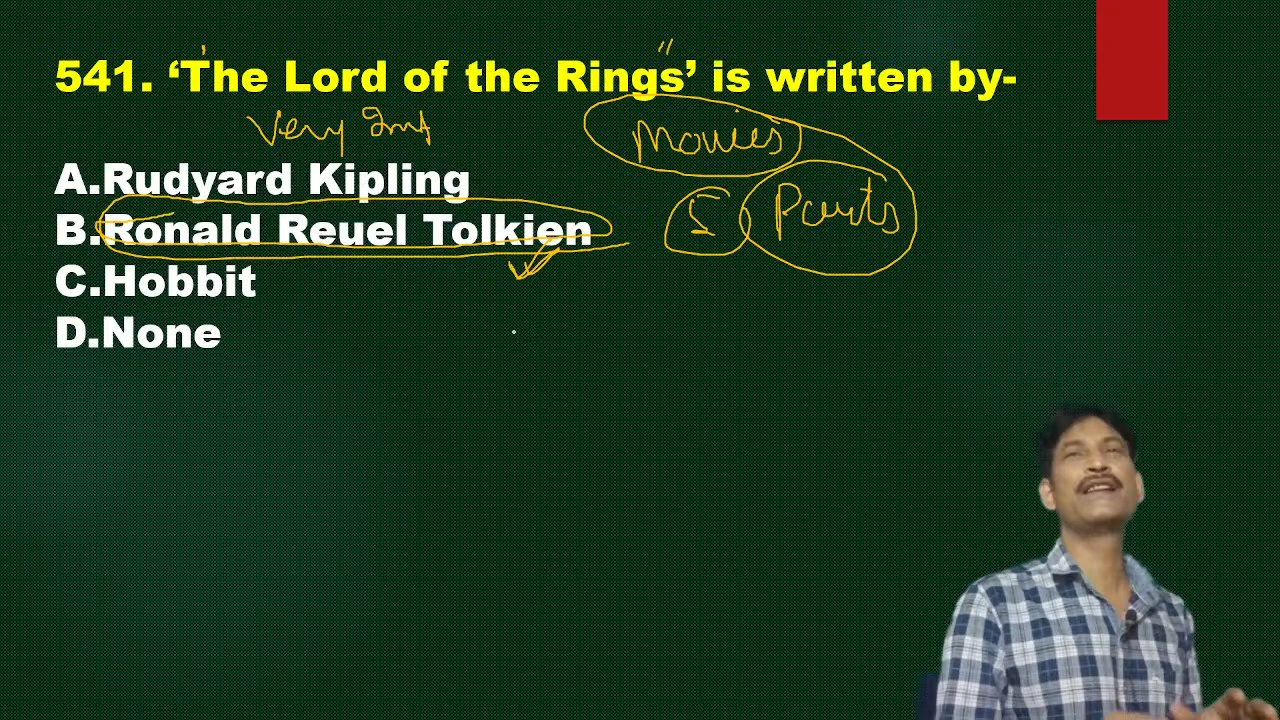 541. ‘The Lord of the Rings’ is written by-
Very Imt
Movies
A.Rudyard Kipling
B.Ronald Reuel Tolkien
5 Parts
C.Hobbit
D.None